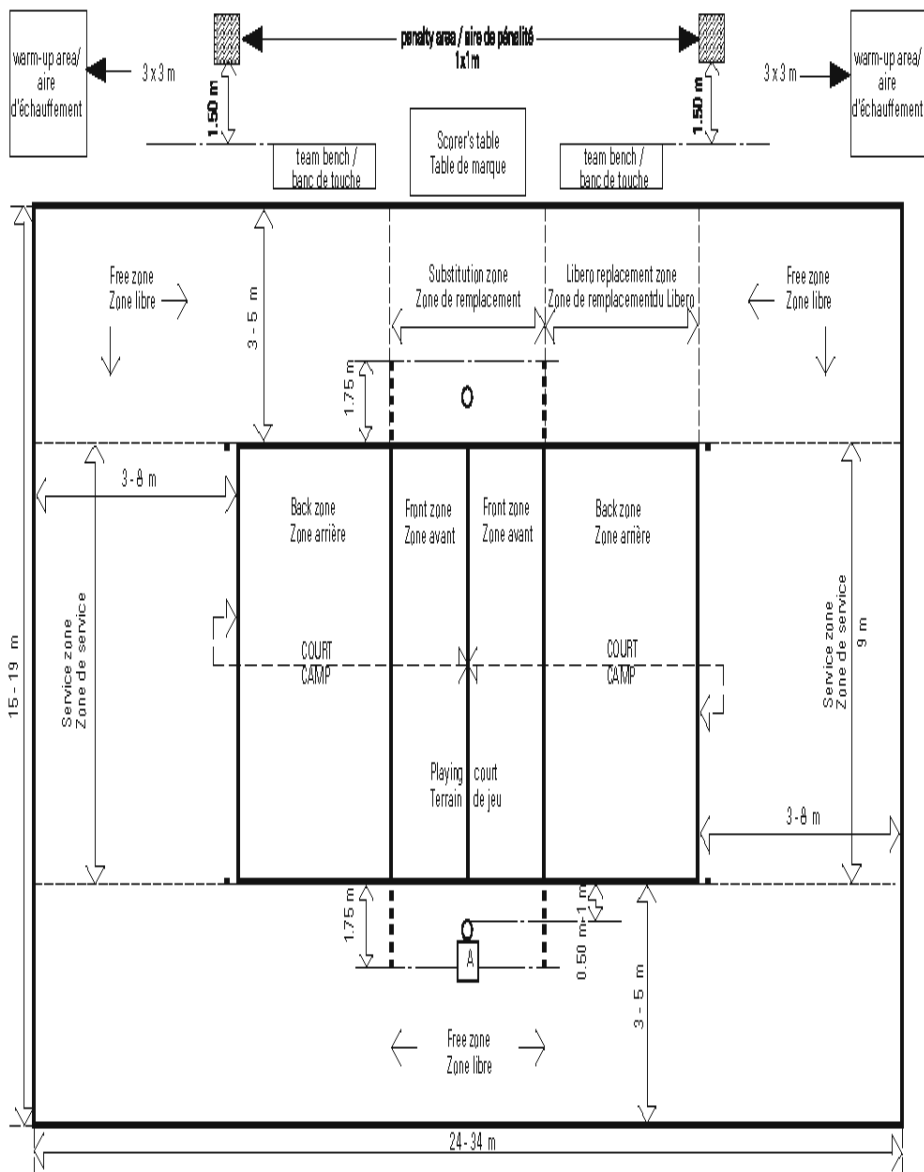 warm-up area/
aire
d'échauffement
3 x 3 m
penalty area / aire de pénalité
1x1m
3 x 3 m
warm-up area/
aire
d'échauffement
1.50 m
1.50 m
team bench /
banc de touche
Scorer's table
Table de marque
team bench /
banc de touche
Free zone
Zone libre
3 - 5 m
Substitution zone
Zone de remplacement
Libero replacement zone
Zone de remplacementdu Libero
Free zone
Zone libre
1.75 m
3-8 m
Back zone
Zone arrière
Front zone
Zone avant
Front zone
Zone avant
Back zone
Zone arrière
15 - 19 m
Service zone
Zone de service
COURT
CAMP
COURT
CAMP
Service zone
Zone de service
9 m
Playing court
Terrain de jeu
3-8 m
1.75 m
A
0.50 m-1 m
3 - 5 m
Free zone
Zone libre
24-34 m